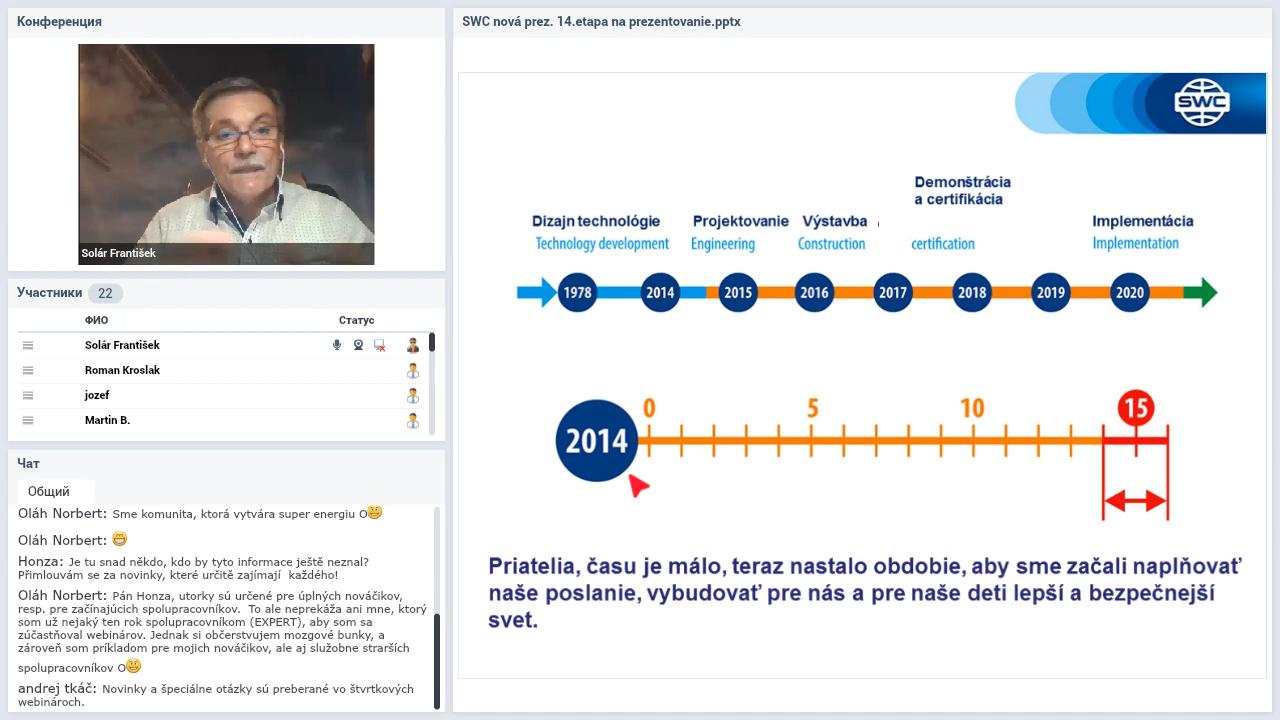 Конференция
Solár František
Участники 22
ФИО Статус
Solár František
Roman Kroslak
jozef
Martin B.
Чат
Общий
Oláh Norbert: Sme komunita, ktorá vytvára super energiu O
Oláh Norbert:
Honza: Je tu snad někdo, kdo by tyto informace ještě neznal?
Přimlouvám se za novinky, které určitě zajímají každého!
Oláh Norbert: Pán Honza, utorky sú určené pre úplných nováčikov,
resp. pre začínajúcich spolupracovníkov. To ale neprekáža ani mne, ktorý
som už nejaký ten rok spolupracovníkom (EXPERT), aby som sa
zúčastňoval webinárov. Jednak si občerstvujem mozgové bunky, a
zároveň som príkladom pre mojich nováčikov, ale aj služobne strarších
spolupracovníkov O
andrej tkáč: Novinky a špeciálne otázky sú preberané vo štvrtkových
webinároch.
SWC nová prez. 14.etapa na prezentovanie.pptx
SWC
Demonštrácia
a certifikácia
Dizajn technológie Projektovanie Výstavba Implementácia
Technology development Engineering Construction certification Implementation
1978 2014 2015 2016 2017 2018 2019 2020
0 5 10 15
2014
Priatelia, času je málo, teraz nastalo obdobie, aby sme začali naplňovať
naše poslanie, vybudovať pre nás a pre naše deti lepší a bezpečnejší
svet.